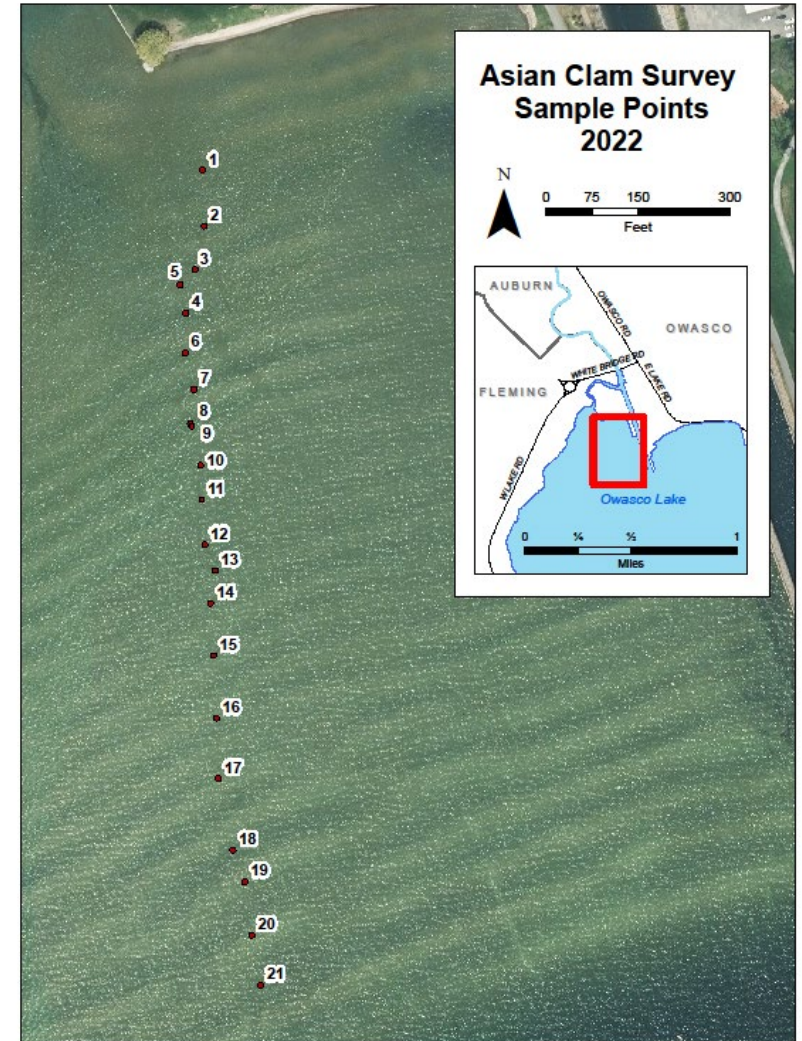 Asian Clam Survey
Sample Points
2022
N
0 75 150 300
Feet
AUBURN
OWASCO RD
OWASCO
WHITE BRIDGE RD
E LAKE RD
FLEMING
W LAKE RD
Owasco Lake
0 ¼ ½ 1
Miles
1
2
3
5
4
6
7
8
9
10
11
12
13
14
15
16
17
18
19
20
21